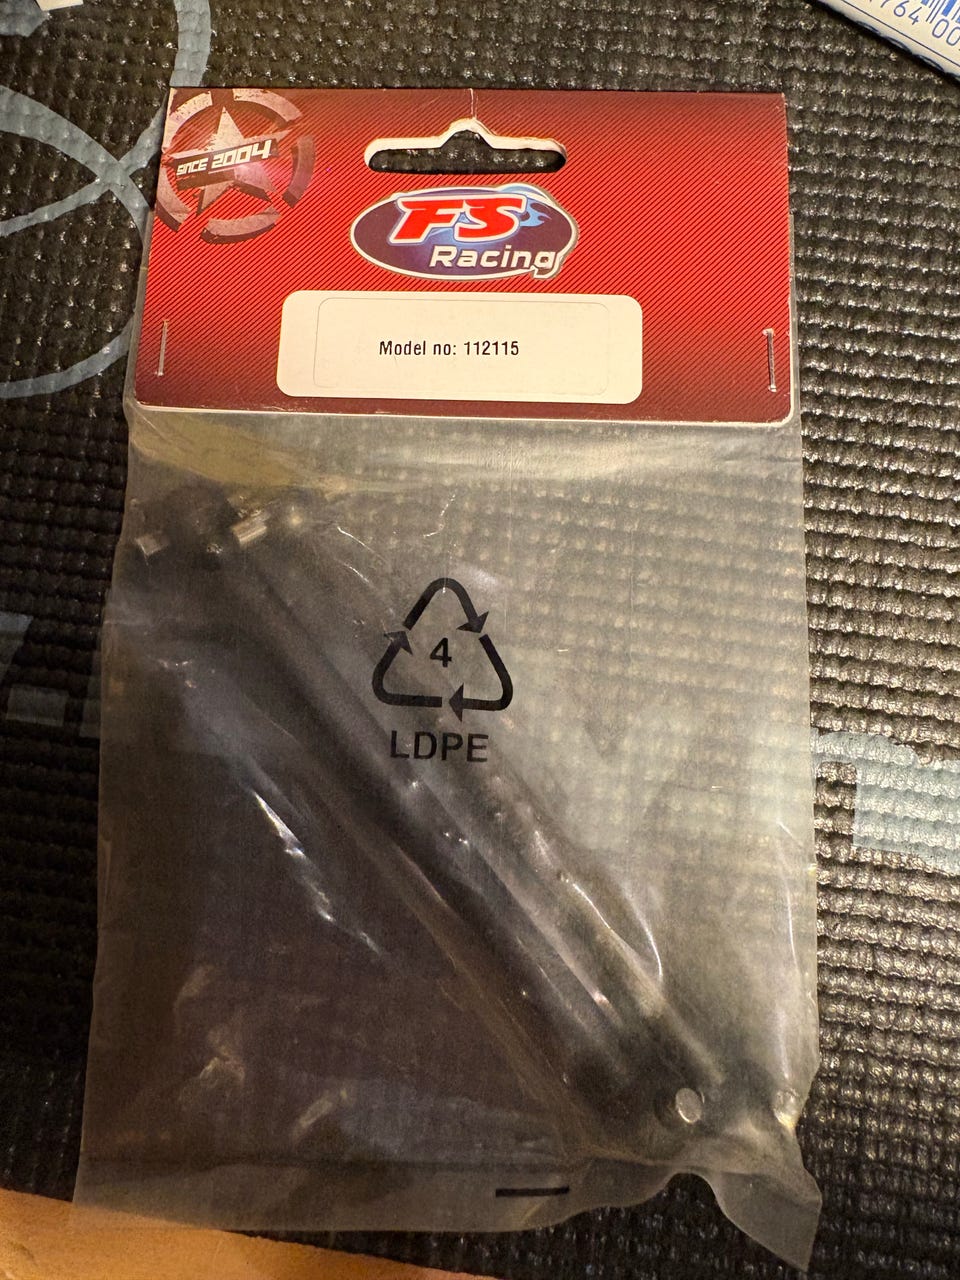 SINCE 2004
FS
Racing
Model no: 112115
4
LDPE